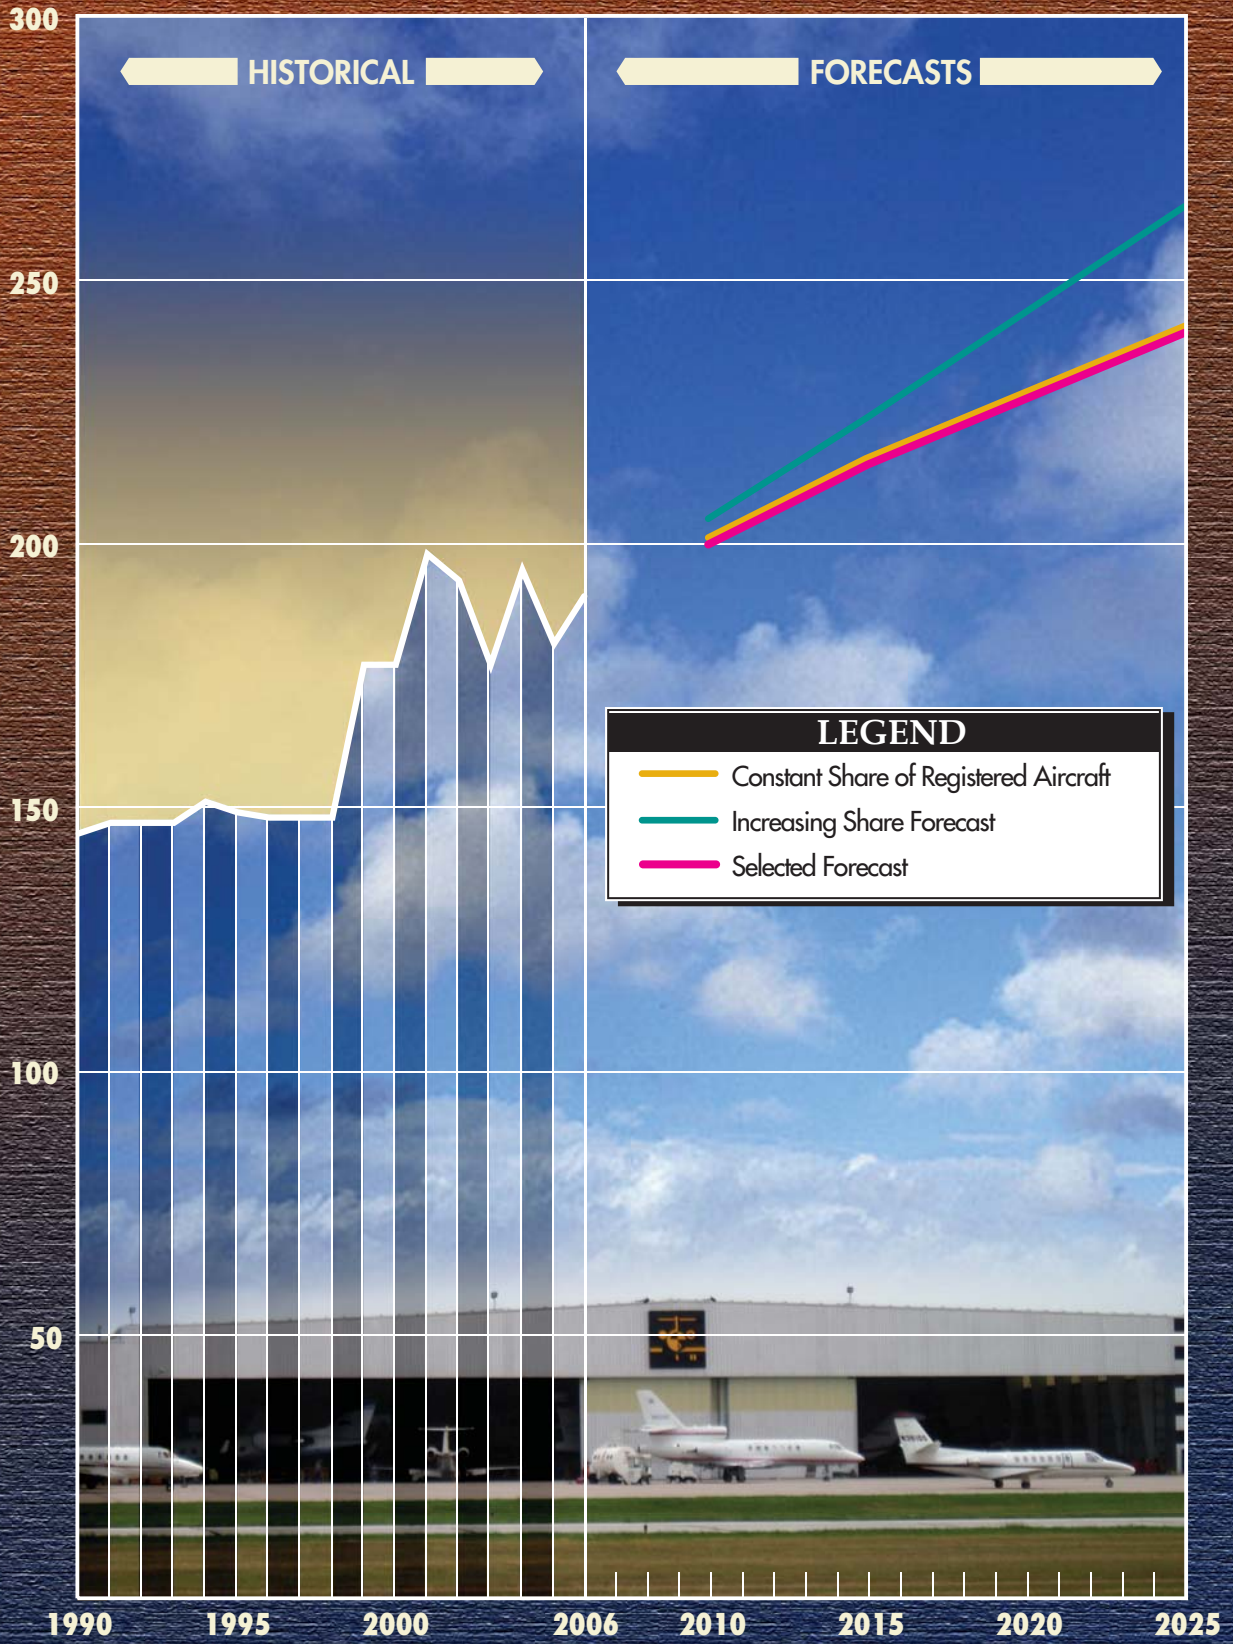 300
HISTORICAL
FORECASTS
250
200
LEGEND
Constant Share of Registered Aircraft
150
Increasing Share Forecast
Selected Forecast
100
50
1990 1995 2000 2006 2010 2015 2020 2025